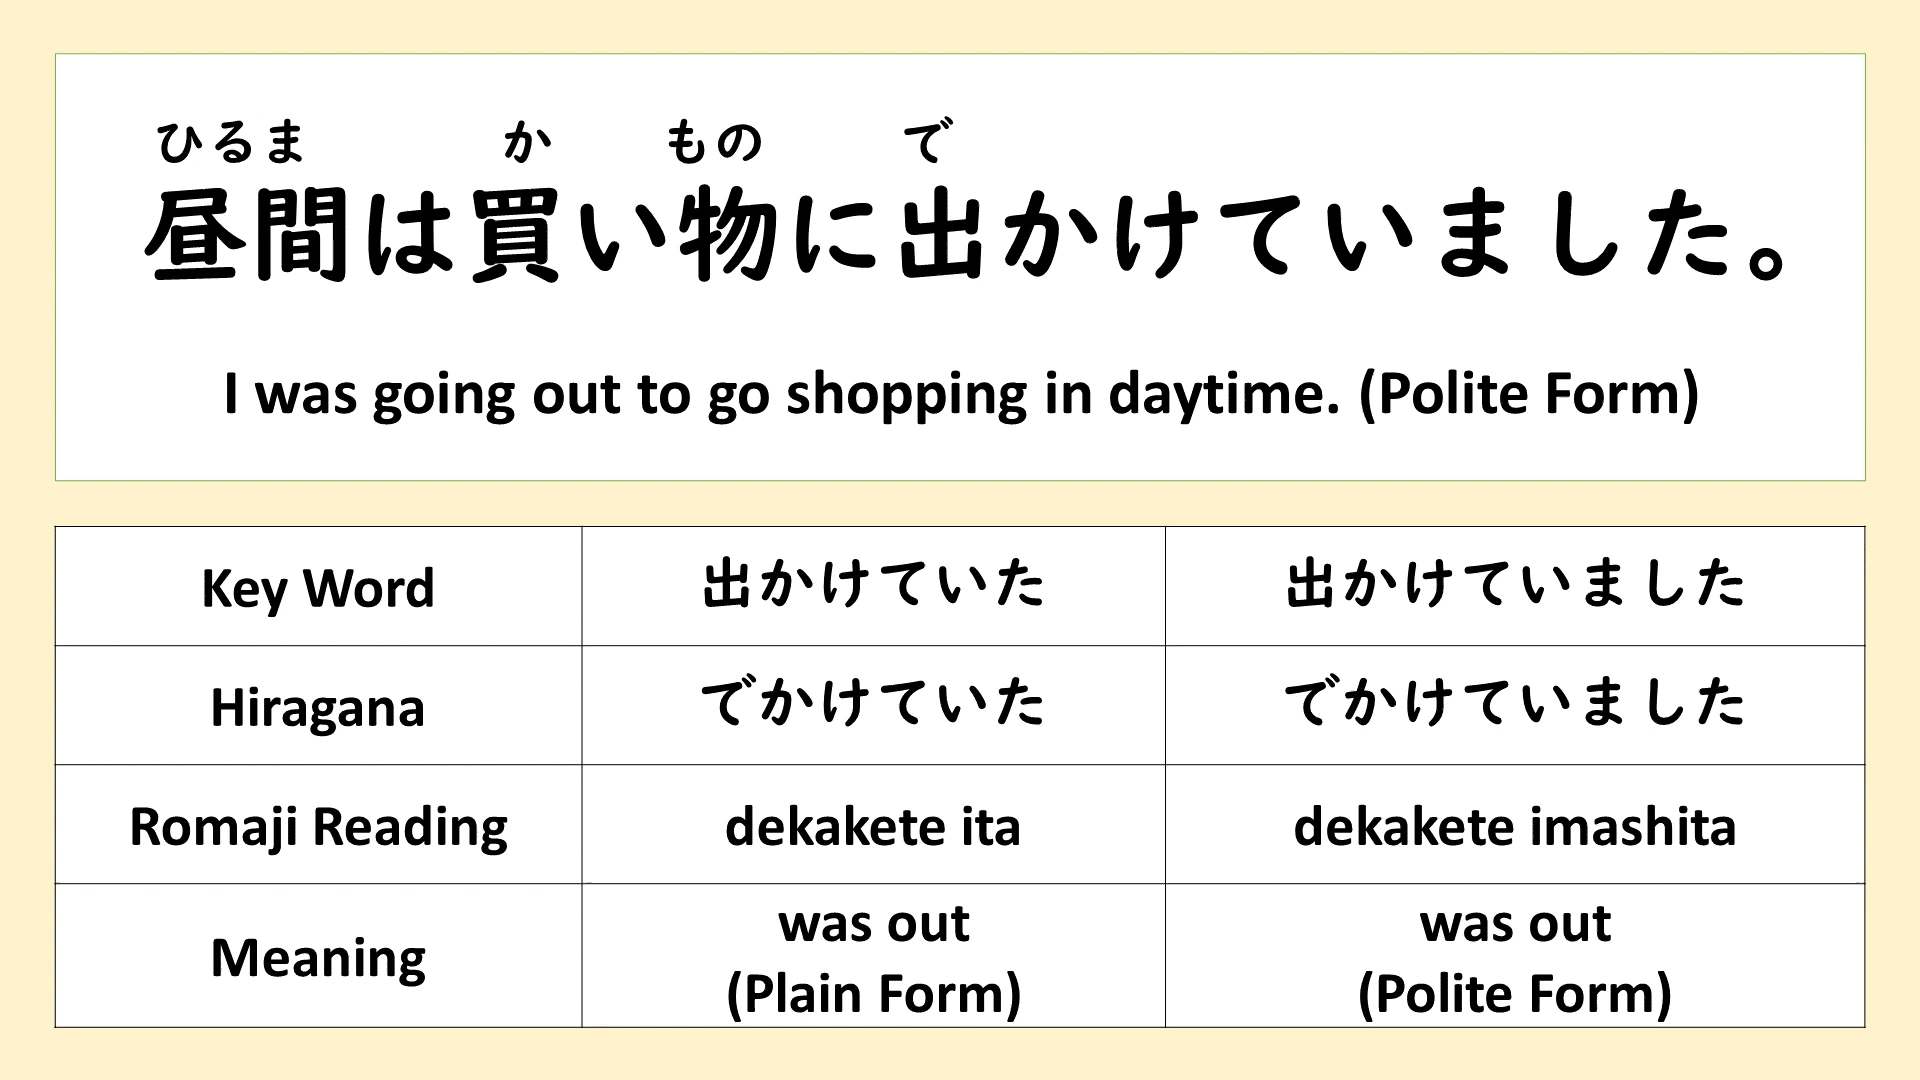 ひるま か もの で
昼間は買い物に出かけていました。
I was going out to go shopping in daytime. (Polite Form)
Key Word 出かけていた 出かけていました
Hiragana でかけていた でかけていました
Romaji Reading dekakete ita dekakete imashita
Meaning was out (Plain Form) was out (Polite Form)